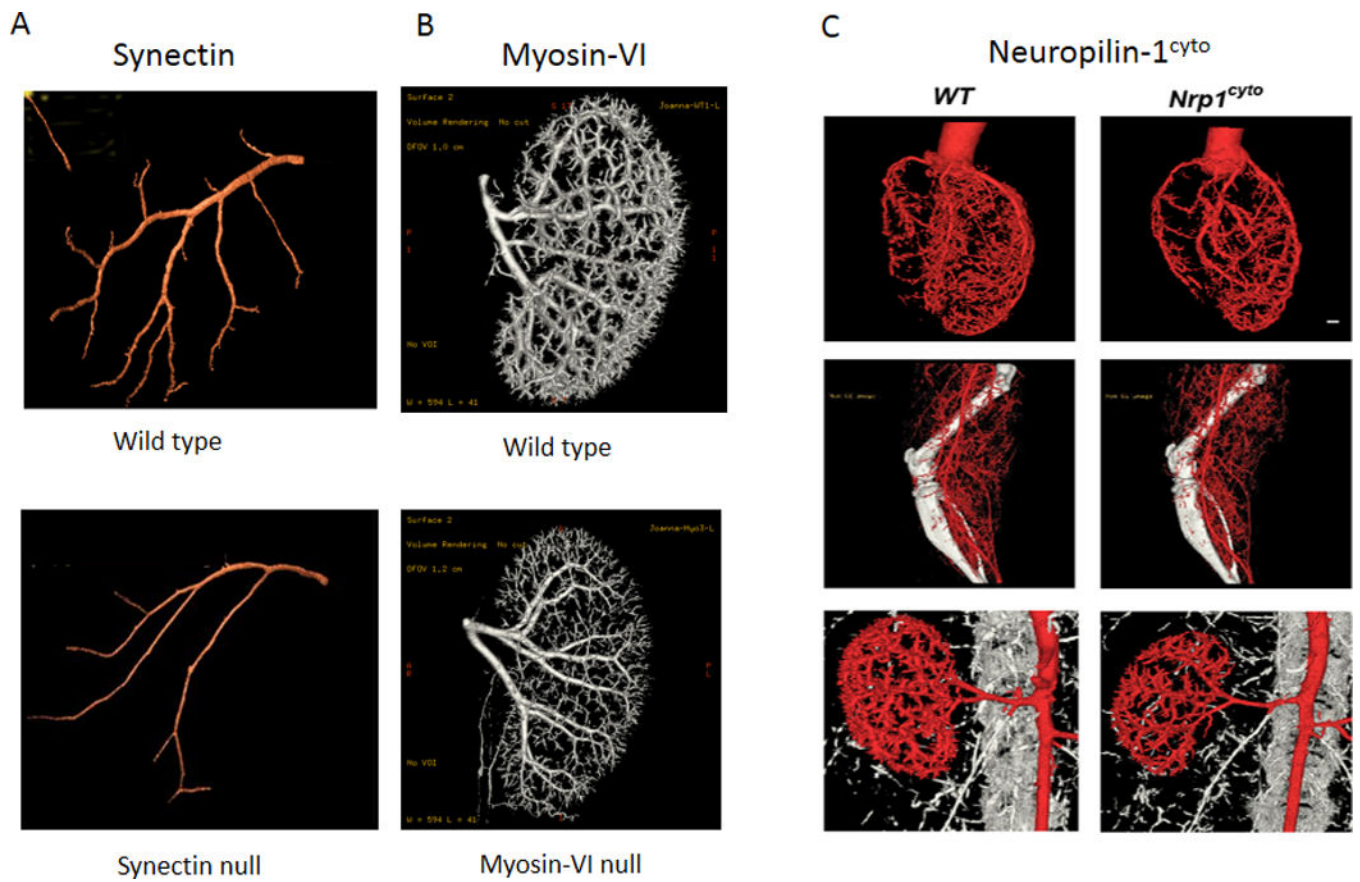 A
B
C
Synectin
Myosin-VI
Neuropilin-1cyto
WT
Nrp1cyto
Surface 2
Joanna-WT1-L
Volume Rendering No cut
DFOV 1.0 cm
No VOI
W = 594 L = 41
Wild type
Wild type
Surface 2
Joanna-Myo3-L
Volume Rendering No cut
DFOV 1.2 cm
No VOI
W = 594 L = 41
Synectin null
Myosin-VI null